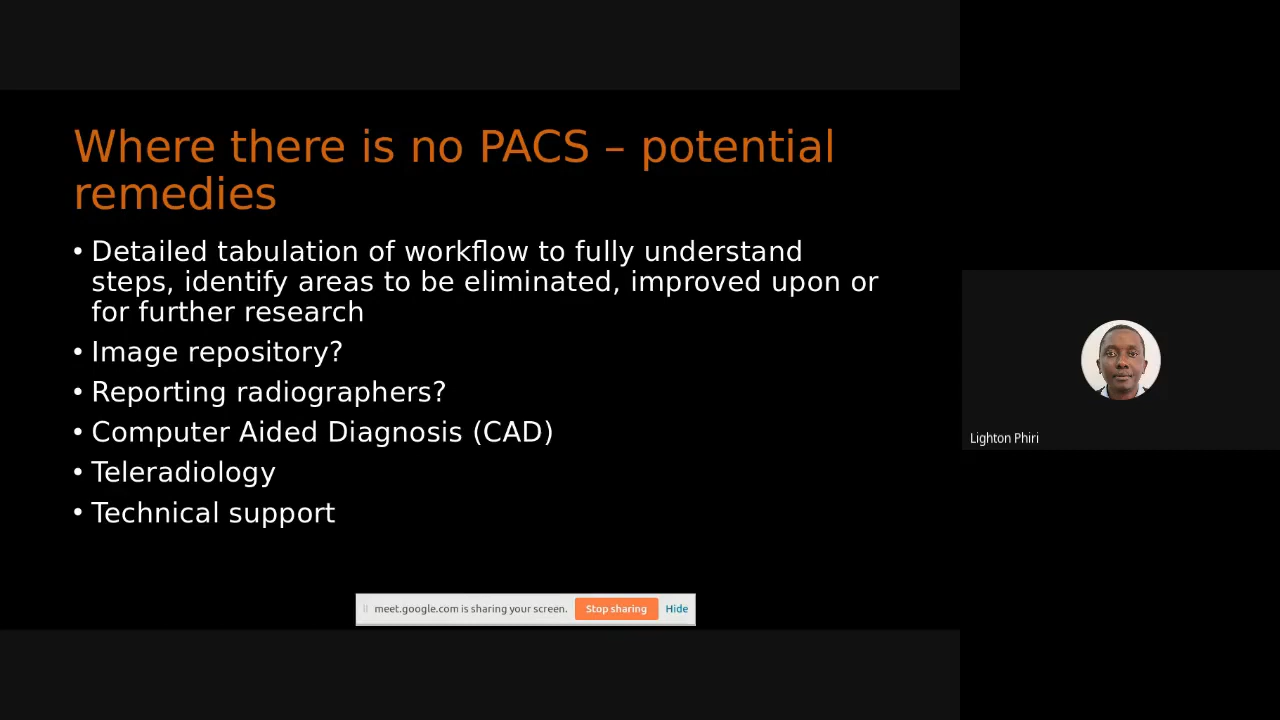 Where there is no PACS – potential
remedies
• Detailed tabulation of workflow to fully understand
steps, identify areas to be eliminated, improved upon or
for further research
• Image repository?
• Reporting radiographers?
• Computer Aided Diagnosis (CAD)
• Teleradiology
• Technical support
meet.google.com is sharing your screen. Stop sharing Hide
Lighton Phiri